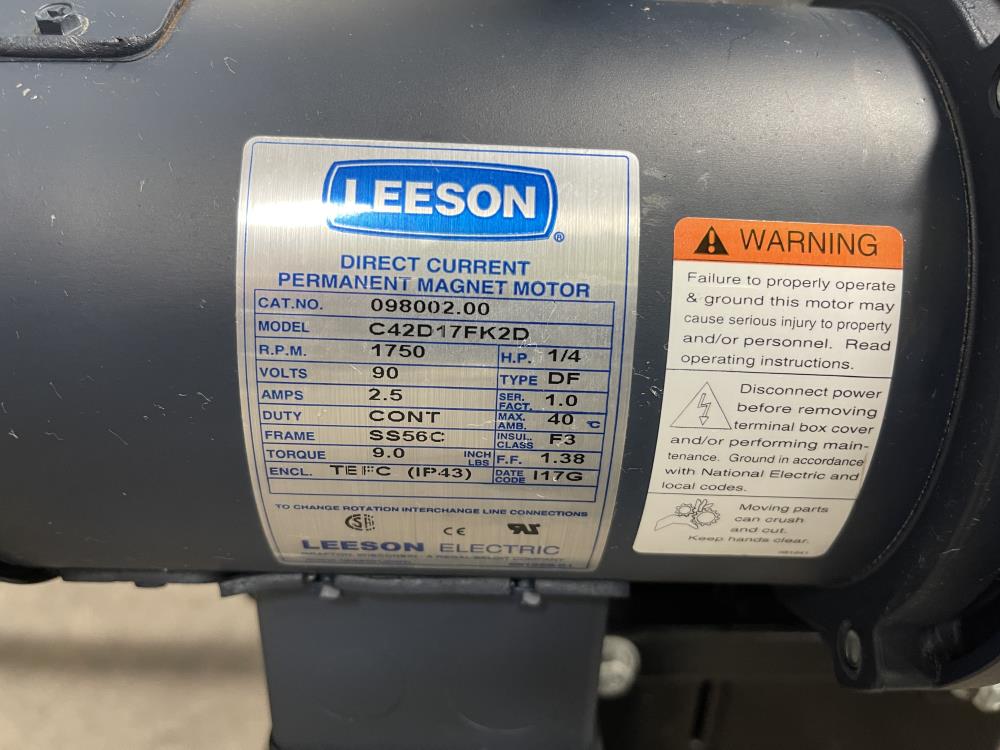 LEESON
®
DIRECT CURRENT
PERMANENT MAGNET MOTOR
CAT.NO. 098002.00
MODEL C42D17FK2D
R.P.M. 1750 H.P. 1/4
VOLTS 90 TYPE DF
AMPS 2.5 SER. FACT. 1.0
DUTY CONT MAX. AMB. 40 °C
FRAME SS56C INSUL. CLASS F3
TORQUE 9.0 INCH LBS F.F. 1.38
ENCL. TEFC (IP43) DATE CODE I17G
TO CHANGE ROTATION INTERCHANGE LINE CONNECTIONS
CE
LEESON ELECTRIC
WARNING
Failure to properly operate
& ground this motor may
cause serious injury to property
and/or personnel. Read
operating instructions.
Disconnect power
before removing
terminal box cover
and/or performing main-
tenance. Ground in accordance
with National Electric and
local codes.
Moving parts
can crush
and cut.
Keep hands clear.